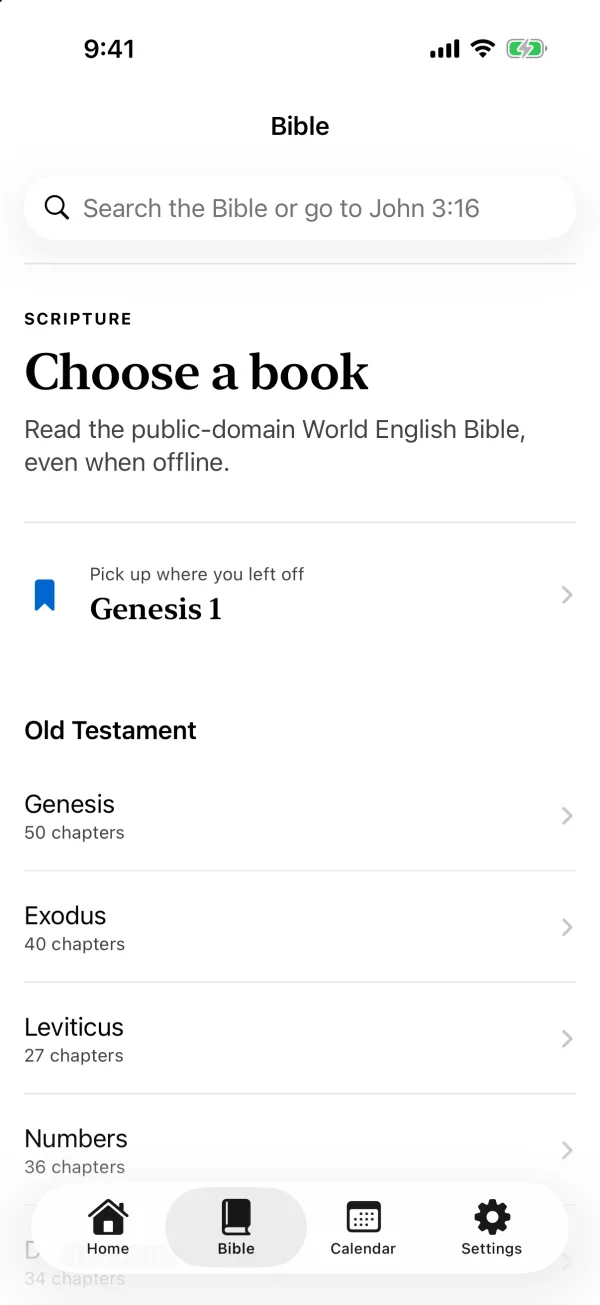 9:41
Bible
Search the Bible or go to John 3:16
SCRIPTURE
Choose a book
Read the public-domain World English Bible,
even when offline.
Pick up where you left off
Genesis 1
Old Testament
Genesis
50 chapters
Exodus
40 chapters
Leviticus
27 chapters
Numbers
36 chapters
34 chapters
Home
Bible
Calendar
Settings